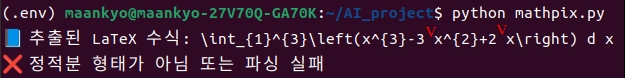 (.env) maankyo@maankyo-27V70Q-GA70K:~/AI_project$ python mathpix.py
📘 추출된 LaTeX 수식: \int_{1}^{3}\left(x^{3}-3 x^{2}+2 x\right) d x
❌ 정적분 형태가 아님 또는 파싱 실패